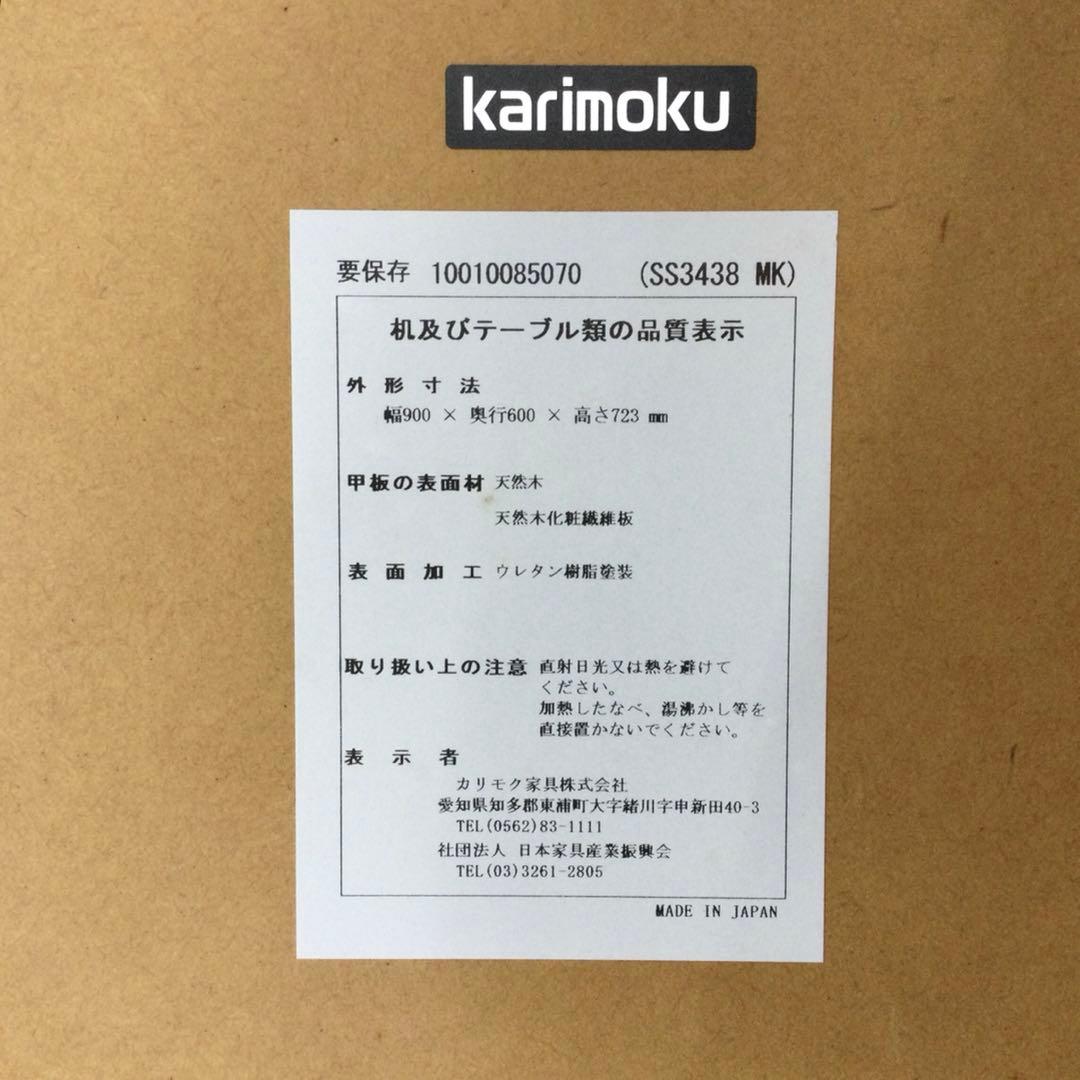 karimoku
要保存 10010085070 (SS3438 MK)
机及びテーブル類の品質表示
外形寸法
幅900 × 奥行600 × 高さ723 mm
甲板の表面材 天然木
天然木化粧繊維板
表面加工 ウレタン樹脂塗装
取り扱い上の注意 直射日光又は熱を避けて
ください。
加熱したなべ、湯沸かし等を
直接置かないでください。
表示者
カリモク家具株式会社
愛知県知多郡東浦町大字緒川字申新田40-3
TEL(0562)83-1111
社団法人 日本家具産業振興会
TEL(03)3261-2805
MADE IN JAPAN